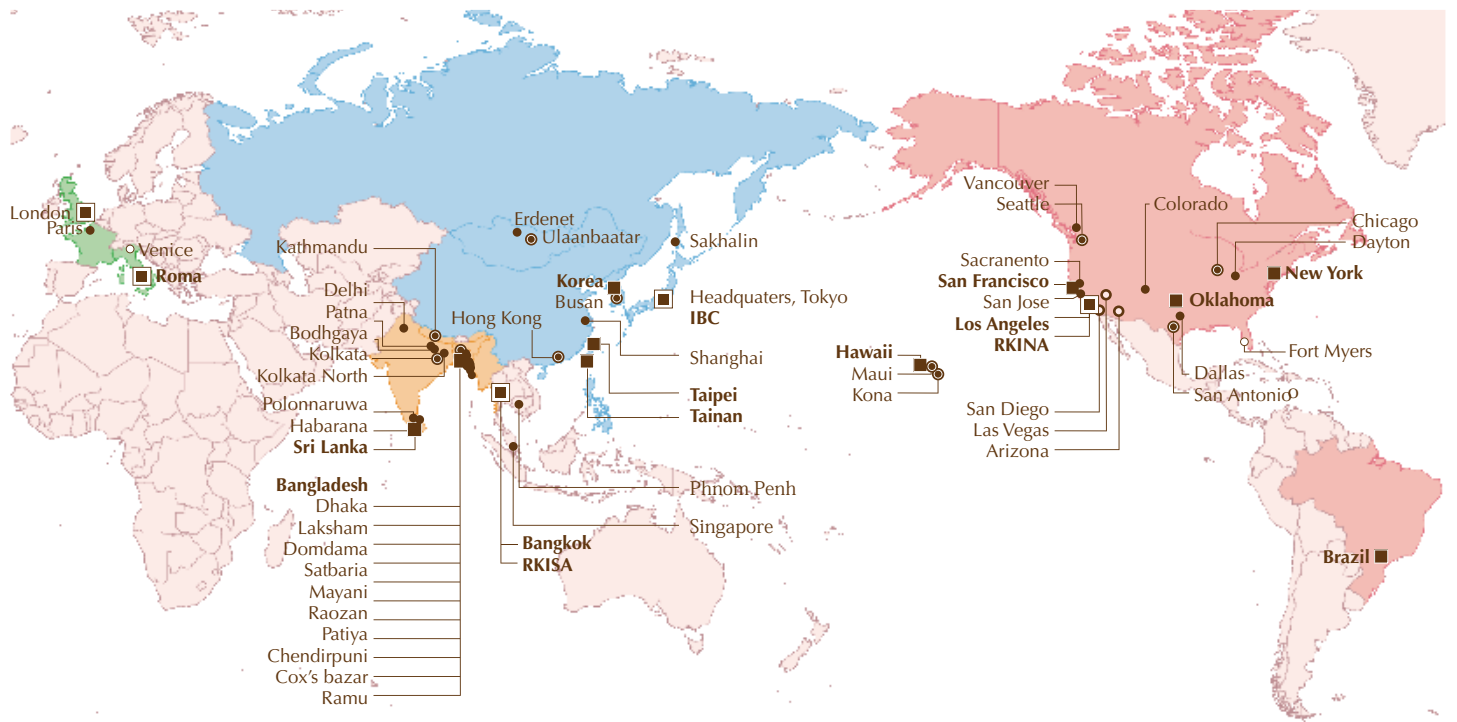 London
Paris
Venice
Roma
Kathmandu
Delhi
Patna
Bodhgaya
Kolkata
Kolkata North
Polonnaruwa
Habarana
Sri Lanka
Bangladesh
Dhaka
Laksham
Domdama
Satbaria
Mayani
Raozan
Patiya
Chendirpuni
Cox's bazar
Ramu
Erdenet
Ulaanbaatar
Sakhalin
Korea
Busan
Headquaters, Tokyo
IBC
Hong Kong
Shanghai
Taipei
Tainan
Phnom Penh
Singapore
Bangkok
RKISA
Hawaii
Maui
Kona
Vancouver
Seattle
Sacranento
San Francisco
San Jose
Los Angeles
RKINA
San Diego
Las Vegas
Arizona
Colorado
Chicago
Dayton
New York
Oklahoma
Fort Myers
Dallas
San Antonio
Brazil